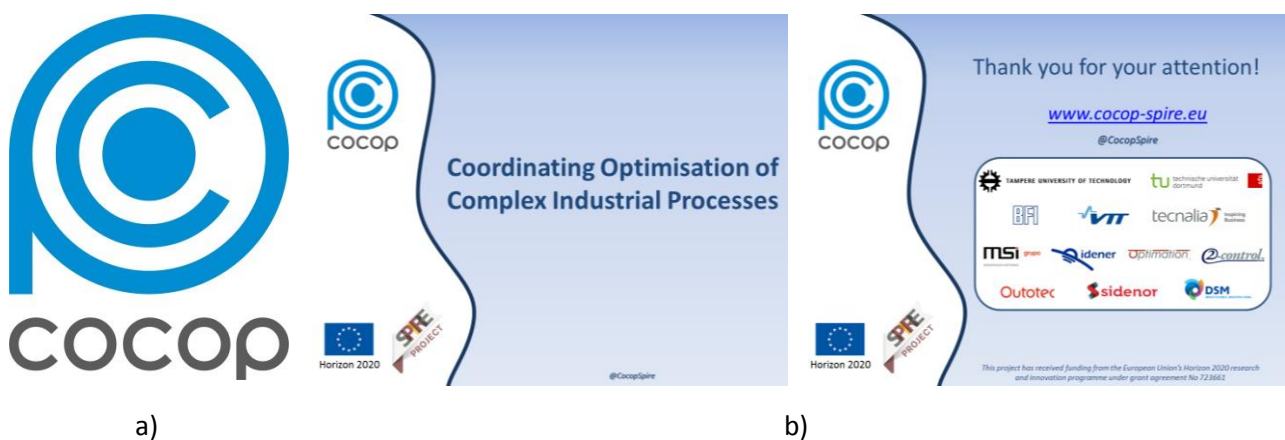 cocop
cocop
Coordinating Optimisation of
Complex Industrial Processes
Horizon 2020
SPIRE
PROJECT
@CocopSpire
Thank you for your attention!
www.cocop-spire.eu
@CocopSpire
cocop
TAMPERE UNIVERSITY OF TECHNOLOGY
tu technische universität
dortmund
BFI
VTT
tecnalia Inspiring
Business
MSi grupo
idener
Optimation
2-control
Outotec
sidenor
DSM
Horizon 2020
SPIRE
PROJECT
This project has received funding from the European Union's Horizon 2020 research
and innovation programme under grant agreement No 723661
a)
b)